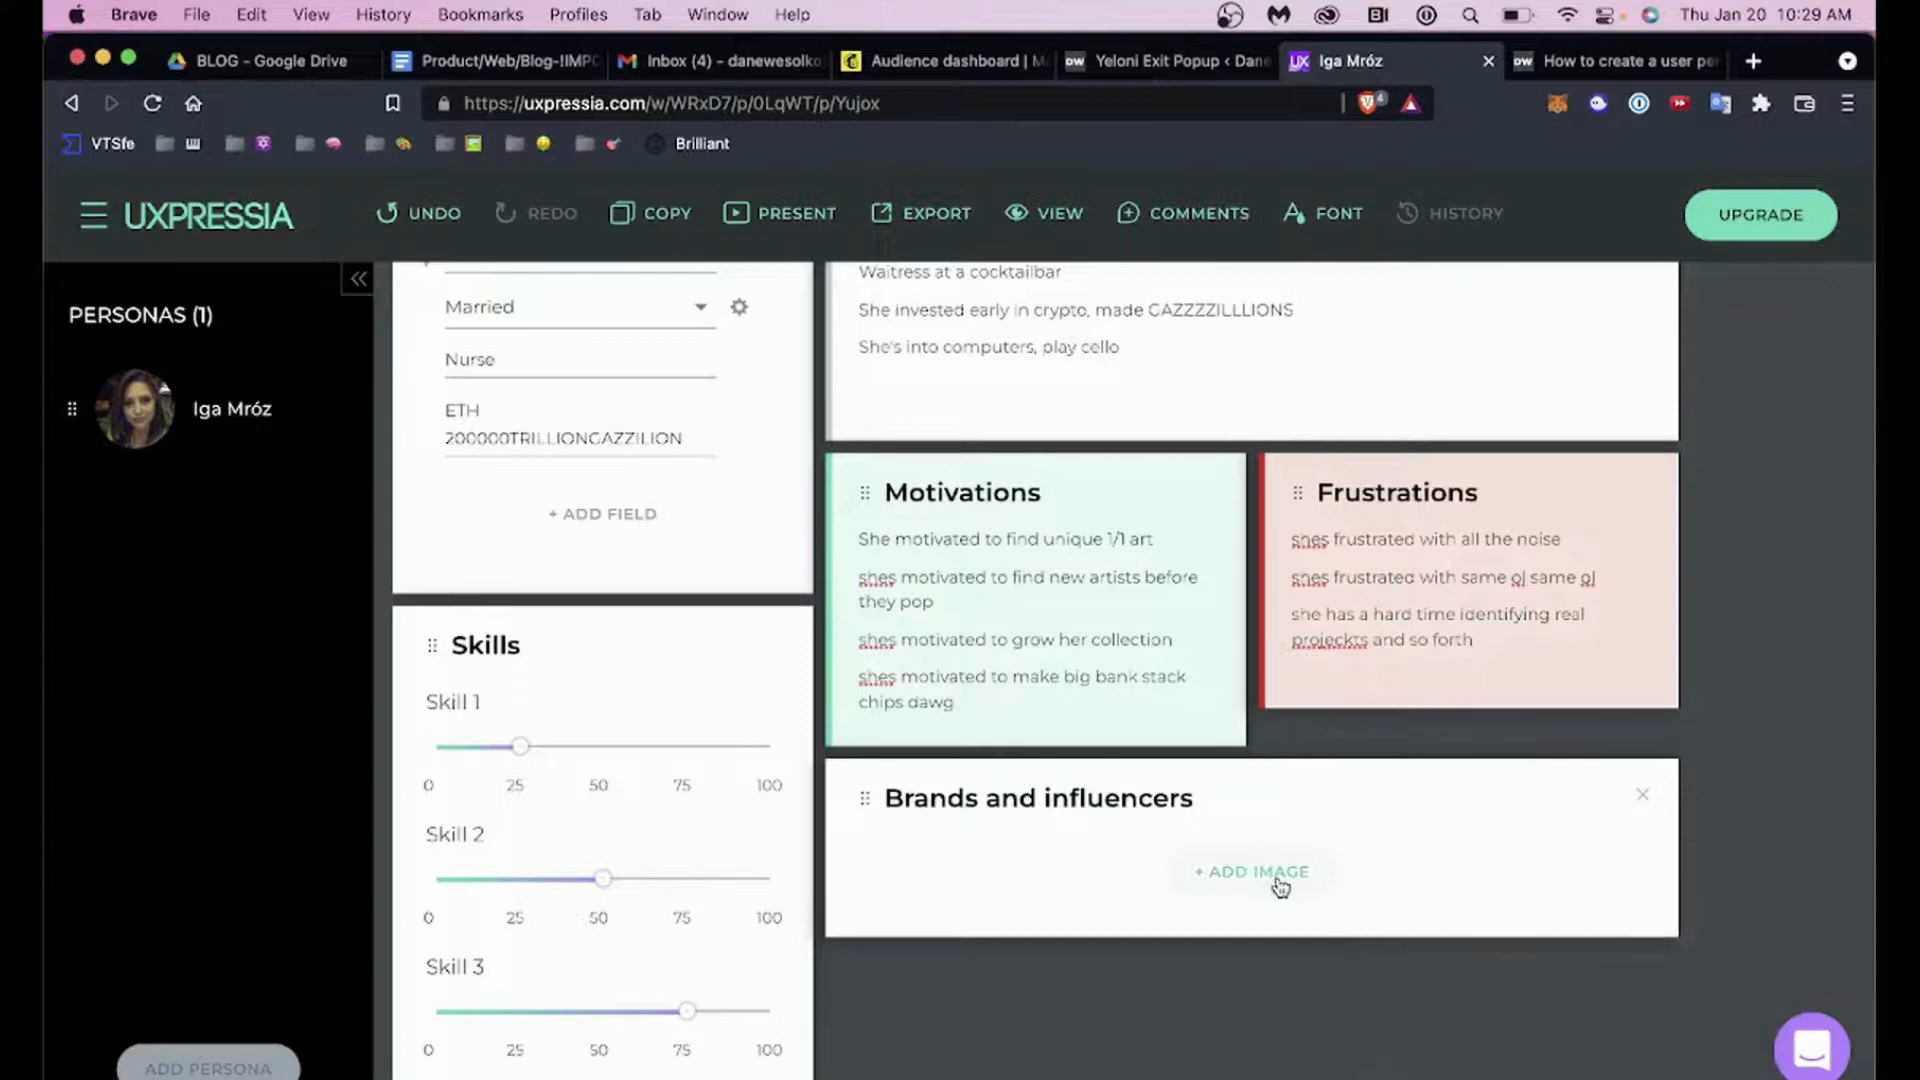 Brave File Edit View History Bookmarks Profiles Tab Window Help Thu Jan 20 10:29 AM
BLOG - Google Drive Product/Web/Blog-!IMPC Inbox (4) - danewesolko Audience dashboard | M Yeloni Exit Popup ‹ Dane Iga Mróz How to create a user per
https://uxpressia.com/w/WRxD7/p/0LqWT/p/Yujox
VTSfe Brilliant
UXPRESSIA UNDO REDO COPY PRESENT EXPORT VIEW COMMENTS FONT HISTORY UPGRADE
PERSONAS (1)
Iga Mróz
ADD PERSONA
Married
Nurse
ETH
200000TRILLIONGAZZILION
+ ADD FIELD
Skills
Skill 1
0 25 50 75 100
Skill 2
0 25 50 75 100
Skill 3
0 25 50 75 100
Waitress at a cocktailbar
She invested early in crypto, made GAZZZZILLLIONS
She's into computers, play cello
Motivations
She motivated to find unique 1/1 art
shes motivated to find new artists before
they pop
shes motivated to grow her collection
shes motivated to make big bank stack
chips dawg
Frustrations
shes frustrated with all the noise
shes frustrated with same ol same ol
she has a hard time identifying real
projeckts and so forth
Brands and influencers
+ ADD IMAGE